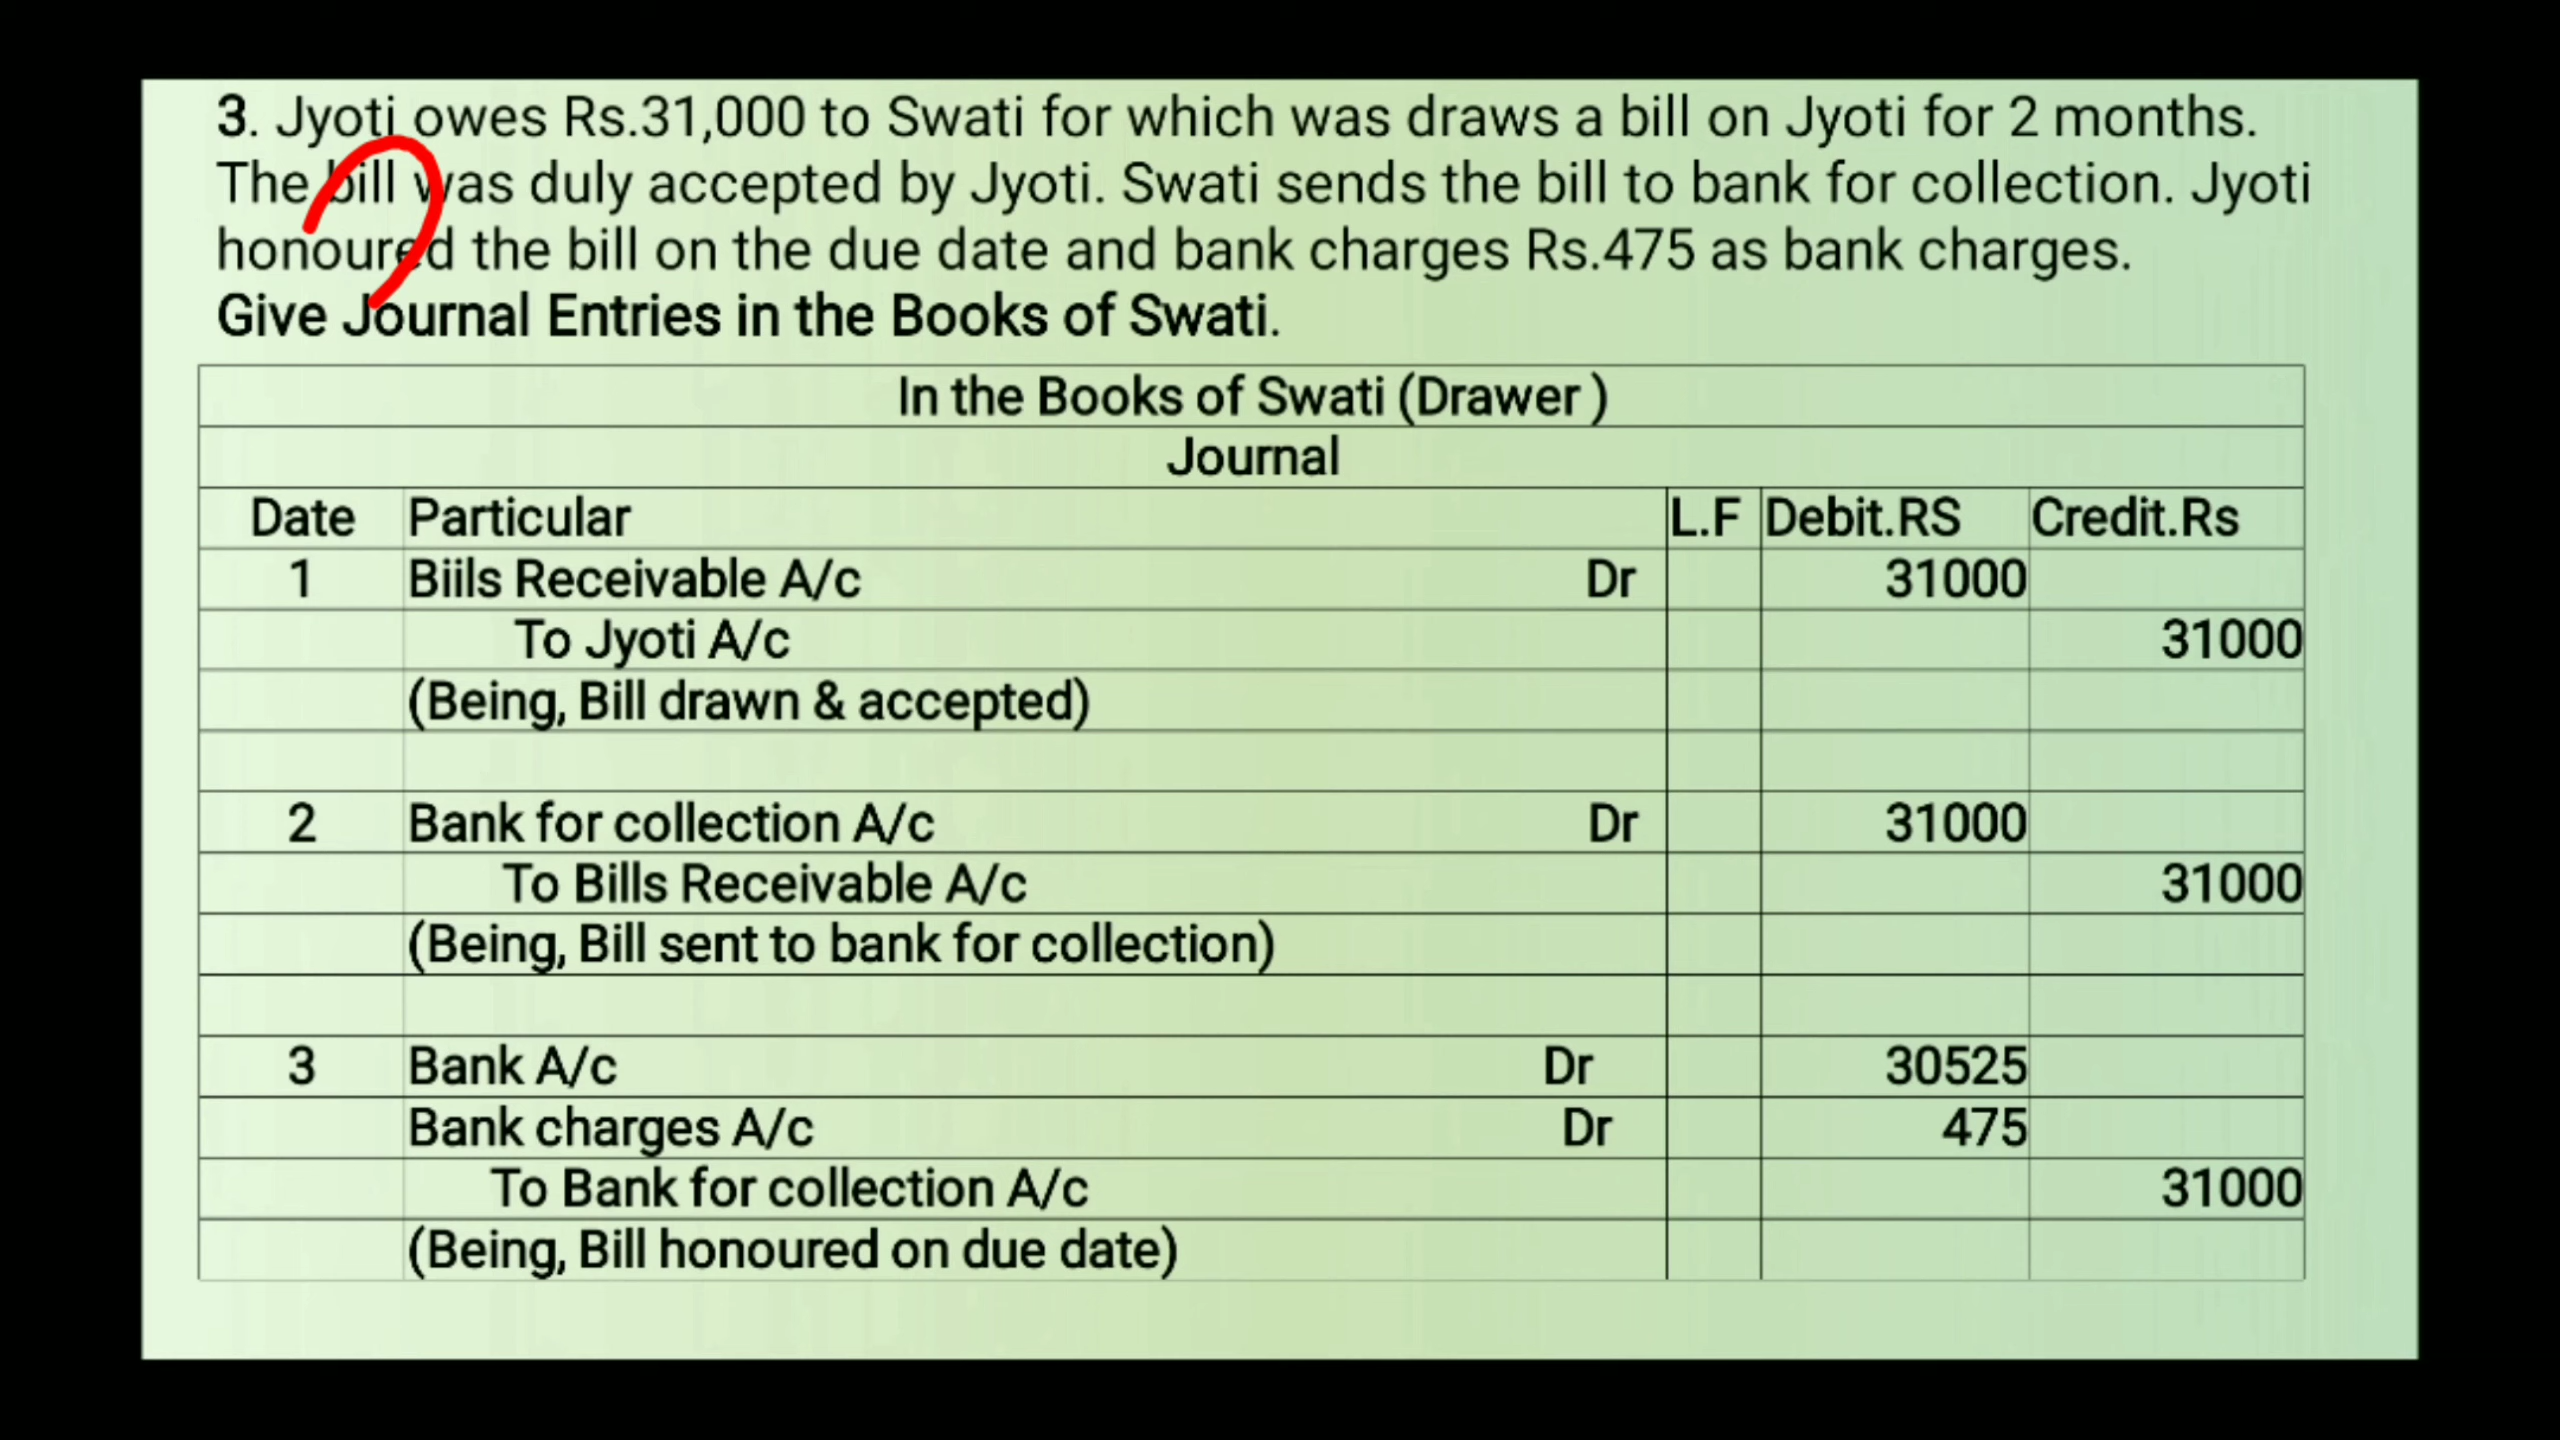 3. Jyoti owes Rs.31,000 to Swati for which was draws a bill on Jyoti for 2 months.
The bill was duly accepted by Jyoti. Swati sends the bill to bank for collection. Jyoti
honoured the bill on the due date and bank charges Rs.475 as bank charges.
Give Journal Entries in the Books of Swati.
In the Books of Swati (Drawer )
Journal
Date Particular L.F Debit.RS Credit.Rs
1 Biils Receivable A/c Dr 31000
To Jyoti A/c 31000
(Being, Bill drawn & accepted)
2 Bank for collection A/c Dr 31000
To Bills Receivable A/c 31000
(Being, Bill sent to bank for collection)
3 Bank A/c Dr 30525
Bank charges A/c Dr 475
To Bank for collection A/c 31000
(Being, Bill honoured on due date)